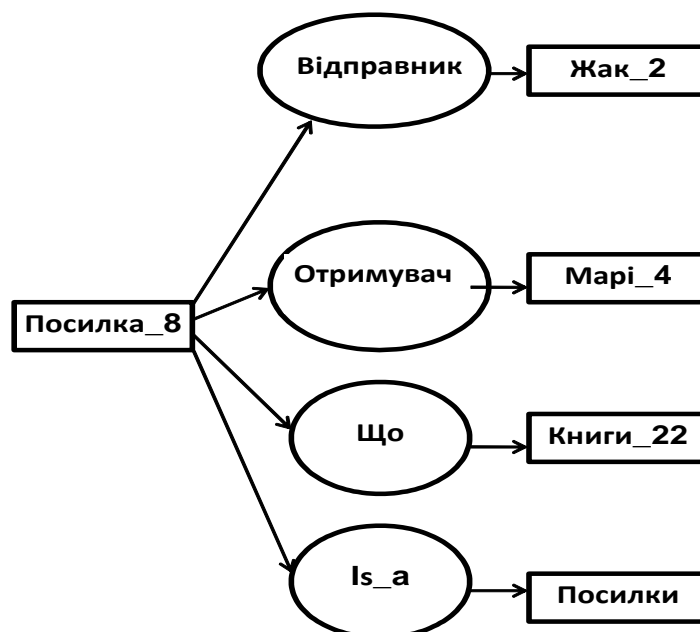 Відправник
Жак_2
Отримувач
Марі_4
Посилка_8
Що
Книги_22
Is_a
Посилки